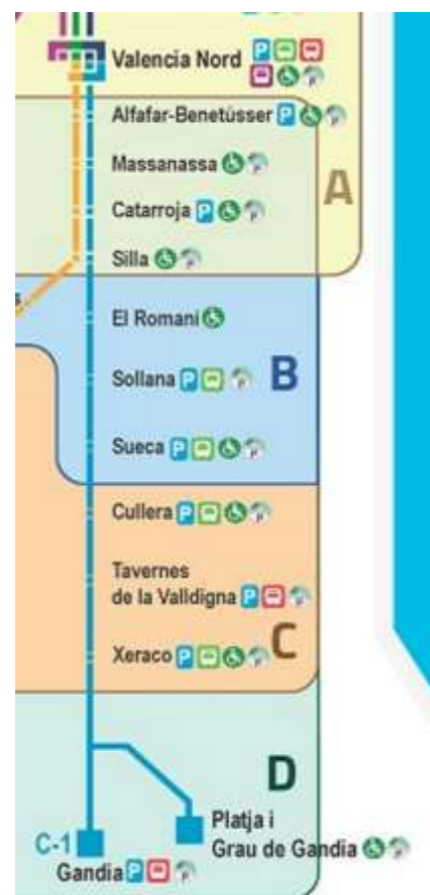 Valencia Nord
Alfafar-Benetússer
Massanassa
A
Catarroja
Silla
El Romaní
B
Sollana
Sueca
Cullera
Tavernes
de la Valldigna
C
Xeraco
D
Platja i
Grau de Gandia
C-1
Gandia